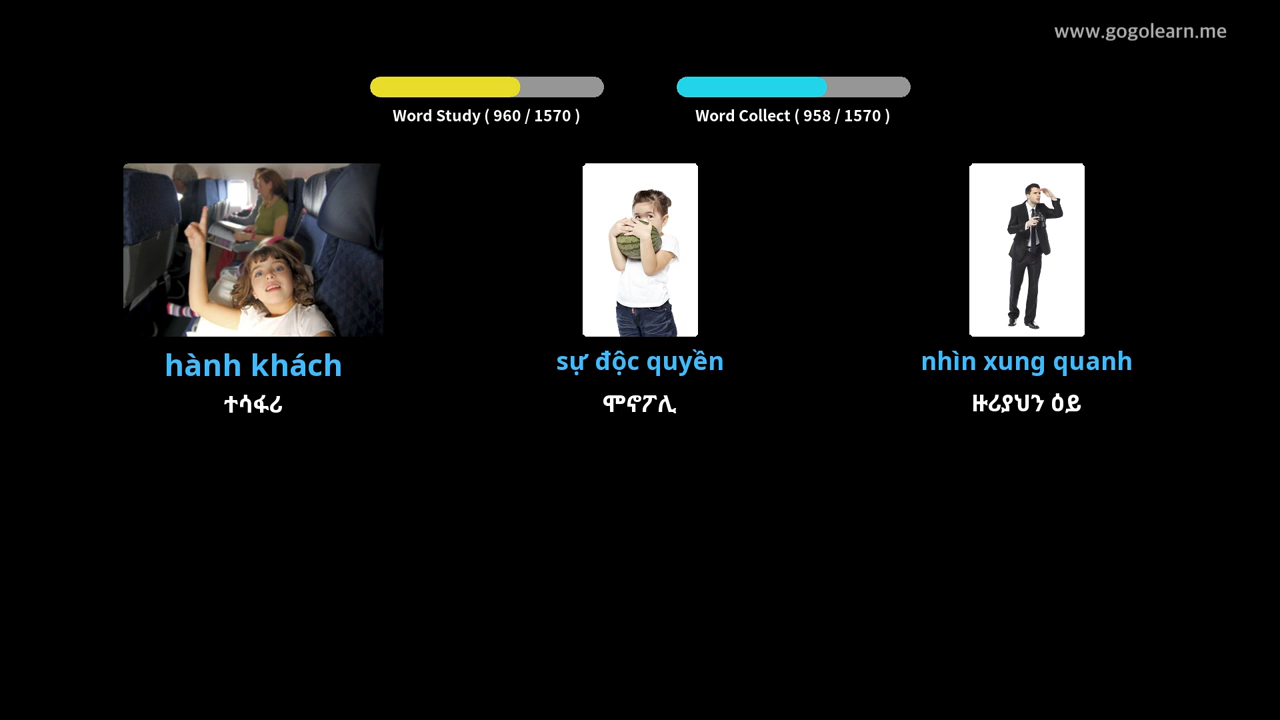 www.gogolearn.me
Word Study ( 960 / 1570 )
Word Collect ( 958 / 1570 )
hành khách
ተሳፋሪ
sự độc quyền
ሞኖፖሊ
nhìn xung quanh
ዙሪያህን ዕይ